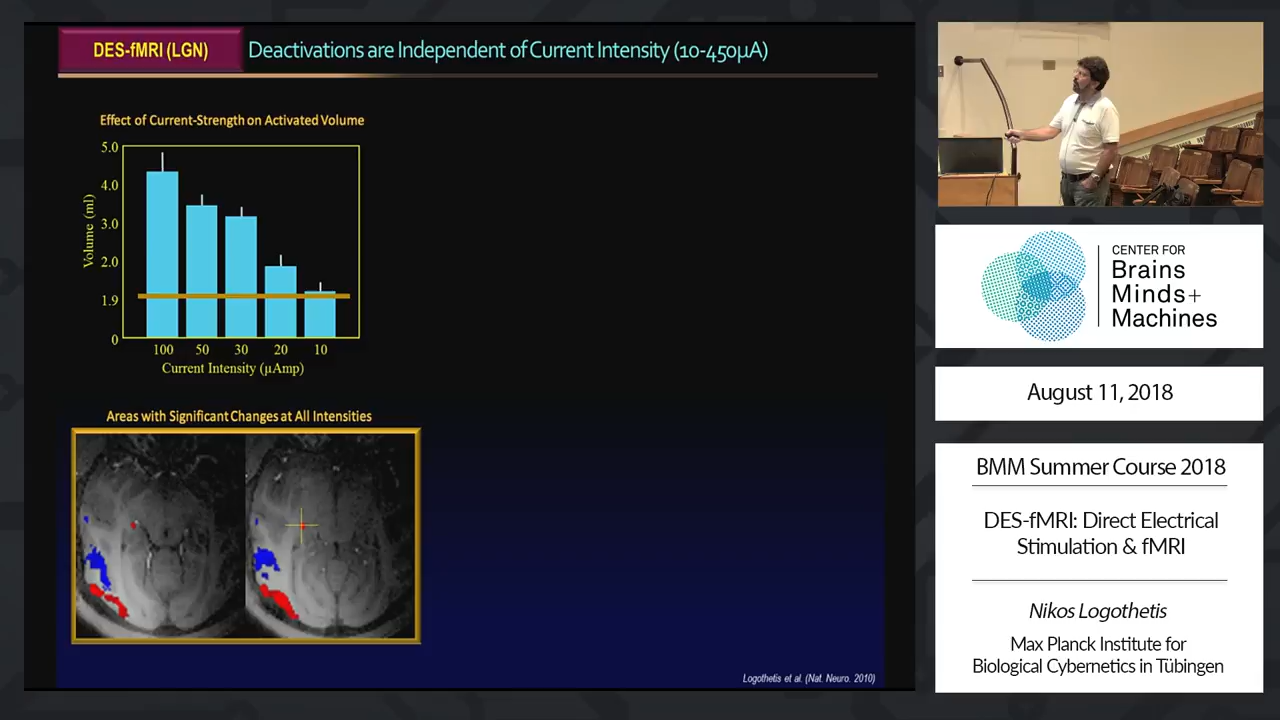 DES-fMRI (LGN)
Deactivations are Independent of Current Intensity (10-450µA)
Effect of Current-Strength on Activated Volume
5.0
4.0
3.0
2.0
1.9
0
Volume (ml)
100 50 30 20 10
Current Intensity (µAmp)
Areas with Significant Changes at All Intensities
Logothetis et al. (Nat. Neuro. 2010)
CENTER FOR
Brains
Minds+
Machines
August 11, 2018
BMM Summer Course 2018
DES-fMRI: Direct Electrical
Stimulation & fMRI
Nikos Logothetis
Max Planck Institute for
Biological Cybernetics in Tübingen